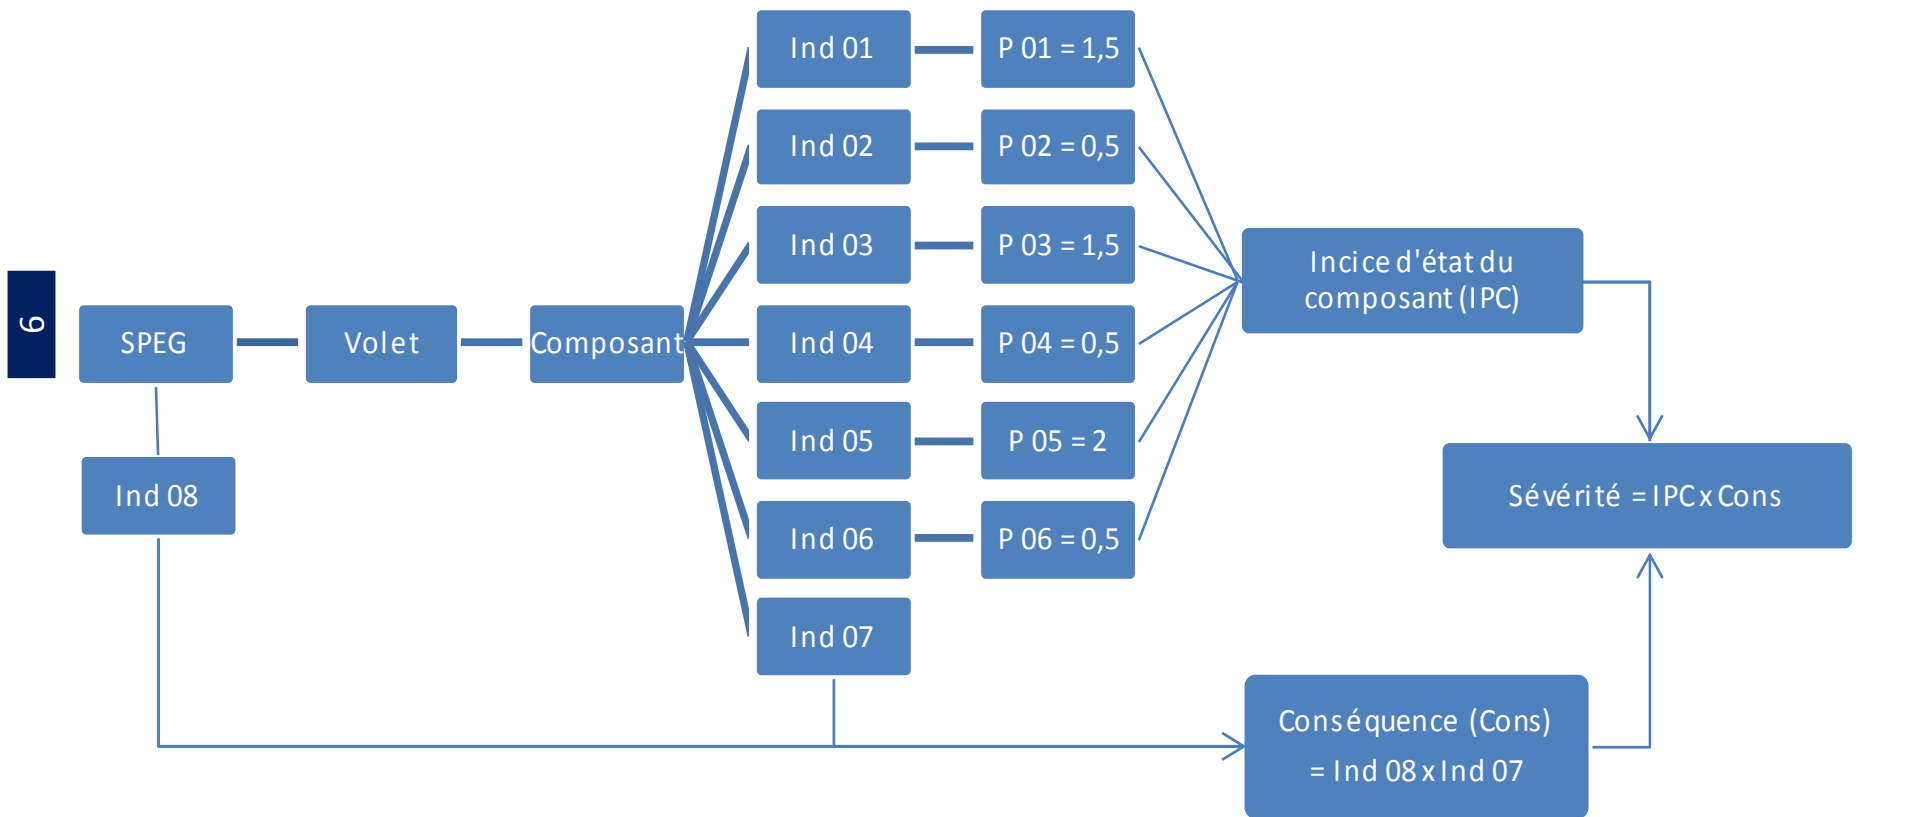 Ind 01
P 01 = 1,5
Ind 02
P 02 = 0,5
Ind 03
P 03 = 1,5
Incice d'état du
composant (IPC)
6
SPEG
Volet
Composant
Ind 04
P 04 = 0,5
Ind 05
P 05 = 2
Ind 08
Sévérité = IPC x Cons
Ind 06
P 06 = 0,5
Ind 07
Conséquence (Cons)
= Ind 08 x Ind 07